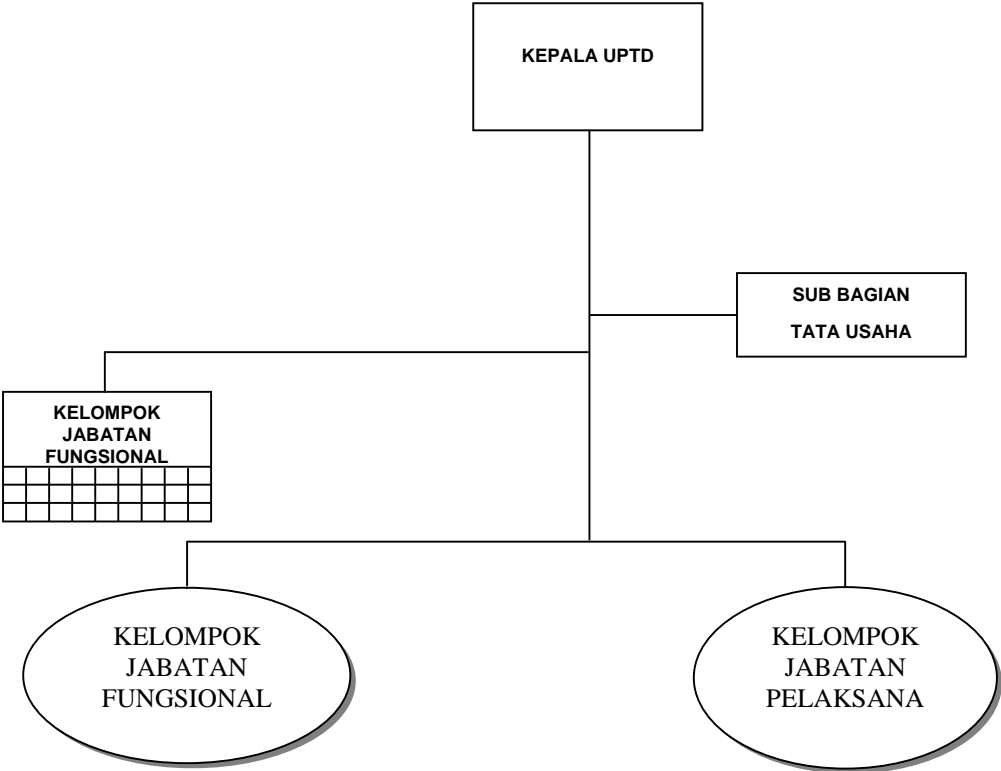 KEPALA UPTD
SUB BAGIAN
TATA USAHA
KELOMPOK
JABATAN
FUNGSIONAL
KELOMPOK
JABATAN
FUNGSIONAL
KELOMPOK
JABATAN
PELAKSANA